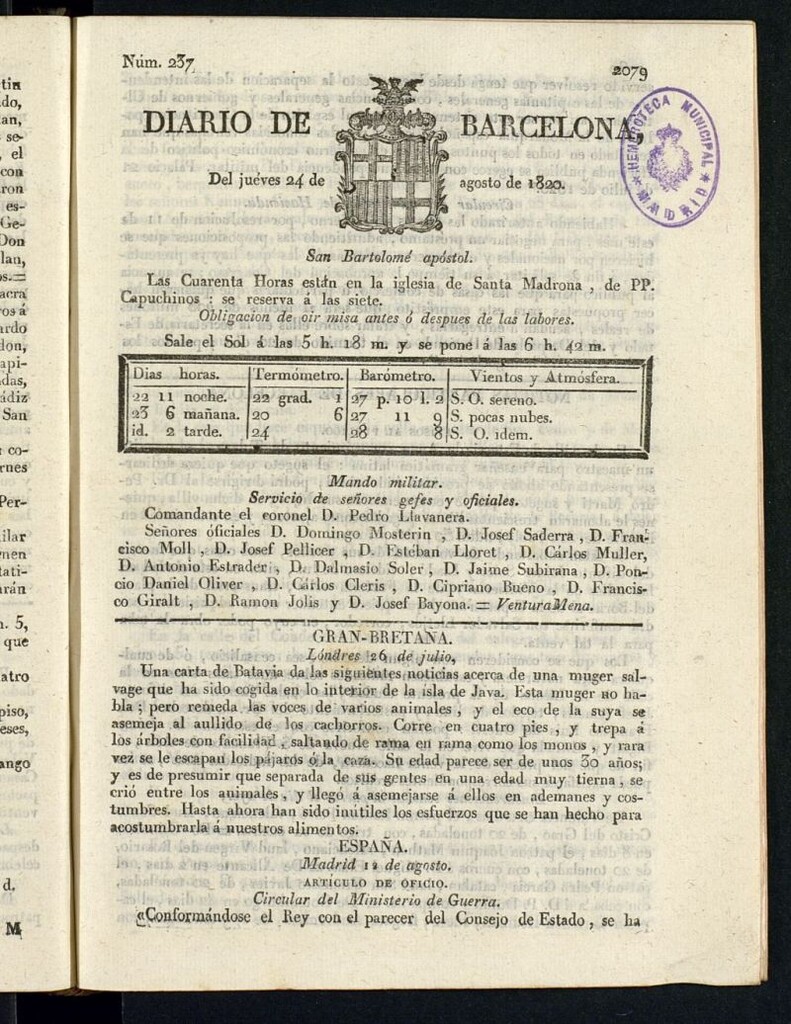 Núm. 237
2079
DIARIO DE BARCELONA,
Del juéves 24 de agosto de 1820.
HEMEROTECA MUNICIPAL
MADRID
San Bartolomé apóstol.
Las Cuarenta Horas están en la iglesia de Santa Madrona , de PP.
Capuchinos : se reserva á las siete.
Obligacion de oir misa antes ó despues de las labores.
Sale el Sol á las 5 h. 18 m. y se pone á las 6 h. 42 m.
Dias horas. Termómetro. Barómetro. Vientos y Atmósfera.
22 11 noche. 22 grad. 1 27 p. 10 l. 2 S. O. sereno.
23 6 mañana. 20 6 27 11 9 S. pocas nubes.
id. 2 tarde. 24 28 8 S. O. idem.
Mando militar.
Servicio de señores gefes y oficiales.
Comandante el coronel D. Pedro Llavanera.
Señores óficiales D. Domingo Mosterin , D. Josef Saderra , D. Fran-
cisco Moll , D. Josef Pellicer , D. Estéban Lloret , D. Cárlos Muller,
D. Antonio Estrader , D. Dalmasio Soler , D. Jaime Subirana , D. Pon-
cio Daniel Oliver , D. Cárlos Cleris , D. Cipriano Bueno , D. Francis-
co Giralt , D. Ramon Jolis y D. Josef Bayona. = Ventura Mena.
GRAN-BRETAÑA.
Lóndres 26 de julio,
Una carta de Batavia da las siguientes noticias acerca de una muger sal-
vage que ha sido cogida en lo interior de la isla de Java. Esta muger no ha-
bla ; pero remeda las voces de varios animales , y el eco de la suya se
asemeja al aullido de los cachorros. Corre en cuatro pies , y trepa á
los árboles con facilidad , saltando de rama en rama como los monos , y rara
vez se le escapan los pájaros ó la caza. Su edad parece ser de unos 30 años;
y es de presumir que separada de sus gentes en una edad muy tierna , se
crió entre los animales , y llegó á asemejarse á ellos en ademanes y cos-
tumbres. Hasta ahora han sido inútiles los esfuerzos que se han hecho para
acostumbrarla á nuestros alimentos.
ESPAÑA.
Madrid 12 de agosto.
ARTÍCULO DE OFICIO.
Circular del Ministerio de Guerra.
«Conformándose el Rey con el parecer del Consejo de Estado , se ha